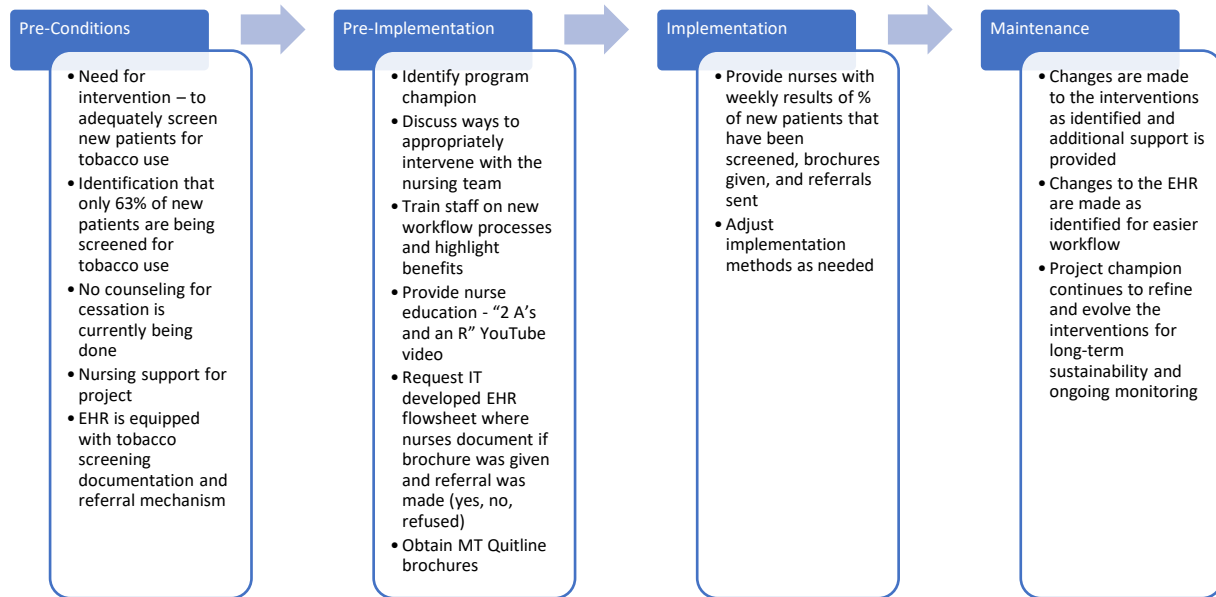 Pre-Conditions
• Need for
intervention – to
adequately screen
new patients for
tobacco use
• Identification that
only 63% of new
patients are being
screened for
tobacco use
• No counseling for
cessation is
currently being
done
• Nursing support for
project
• EHR is equipped
with tobacco
screening
documentation and
referral mechanism
Pre-Implementation
• Identify program
champion
• Discuss ways to
appropriately
intervene with the
nursing team
• Train staff on new
workflow processes
and highlight
benefits
• Provide nurse
education - “2 A’s
and an R” YouTube
video
• Request IT
developed EHR
flowsheet where
nurses document if
brochure was given
and referral was
made (yes, no,
refused)
• Obtain MT Quitline
brochures
Implementation
• Provide nurses with
weekly results of %
of new patients that
have been
screened, brochures
given, and referrals
sent
• Adjust
implementation
methods as needed
Maintenance
• Changes are made
to the interventions
as identified and
additional support is
provided
• Changes to the EHR
are made as
identified for easier
workflow
• Project champion
continues to refine
and evolve the
interventions for
long-term
sustainability and
ongoing monitoring